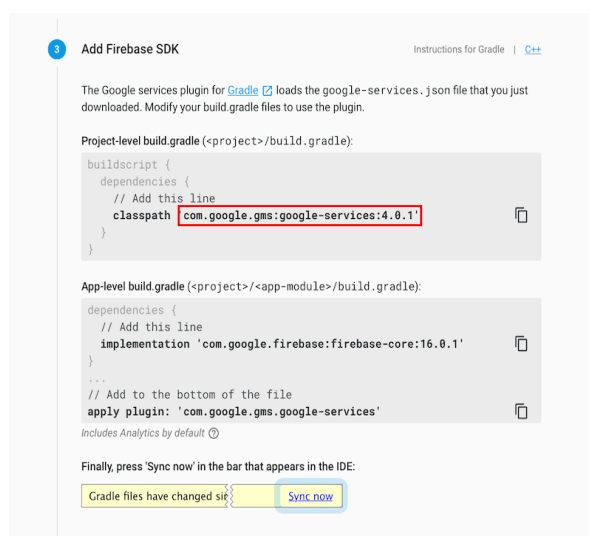 3 Add Firebase SDK Instructions for Gradle | C++
The Google services plugin for Gradle loads the google-services.json file that you just
downloaded. Modify your build.gradle files to use the plugin.
Project-level build.gradle (<project>/build.gradle):
buildscript {
dependencies {
// Add this line
classpath 'com.google.gms:google-services:4.0.1'
}
}
App-level build.gradle (<project>/<app-module>/build.gradle):
dependencies {
// Add this line
implementation 'com.google.firebase:firebase-core:16.0.1'
}
...
// Add to the bottom of the file
apply plugin: 'com.google.gms.google-services'
Includes Analytics by default ?
Finally, press 'Sync now' in the bar that appears in the IDE:
Gradle files have changed sin Sync now